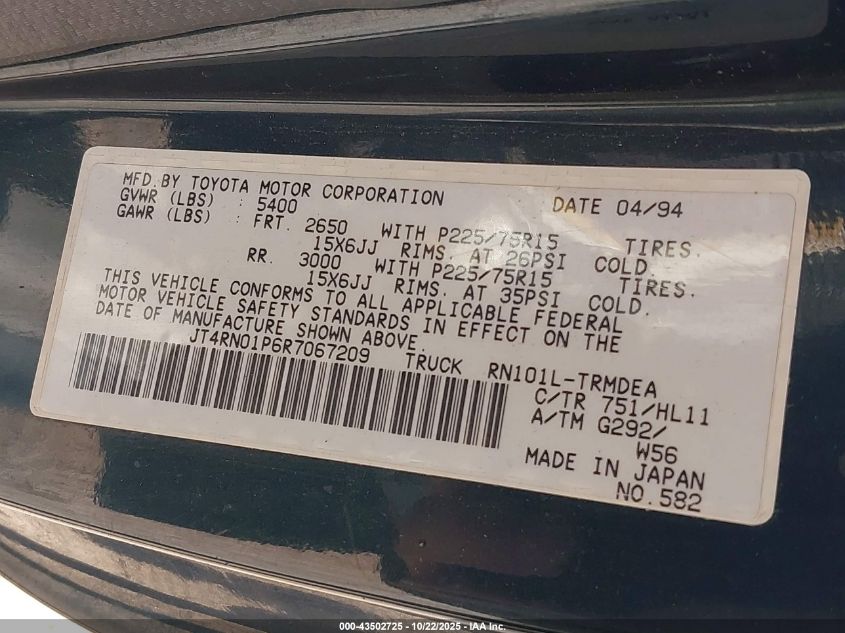 MFD.BY TOYOTA MOTOR CORPORATION DATE 04/94
GVWR (LBS) : 5400
GAWR (LBS) : FRT. 2650 WITH P225/75R15 TIRES.
15X6JJ RIMS. AT 26PSI COLD.
RR. 3000 WITH P225/75R15 TIRES.
15X6JJ RIMS. AT 35PSI COLD.
THIS VEHICLE CONFORMS TO ALL APPLICABLE FEDERAL
MOTOR VEHICLE SAFETY STANDARDS IN EFFECT ON THE
DATE OF MANUFACTURE SHOWN ABOVE.
JT4RN01P6R7067209 TRUCK RN101L-TRMDEA
C/TR 751/HL11
A/TM G292/
W56
MADE IN JAPAN
NO.582
000-43502725 - 10/22/2025 - IAA Inc.